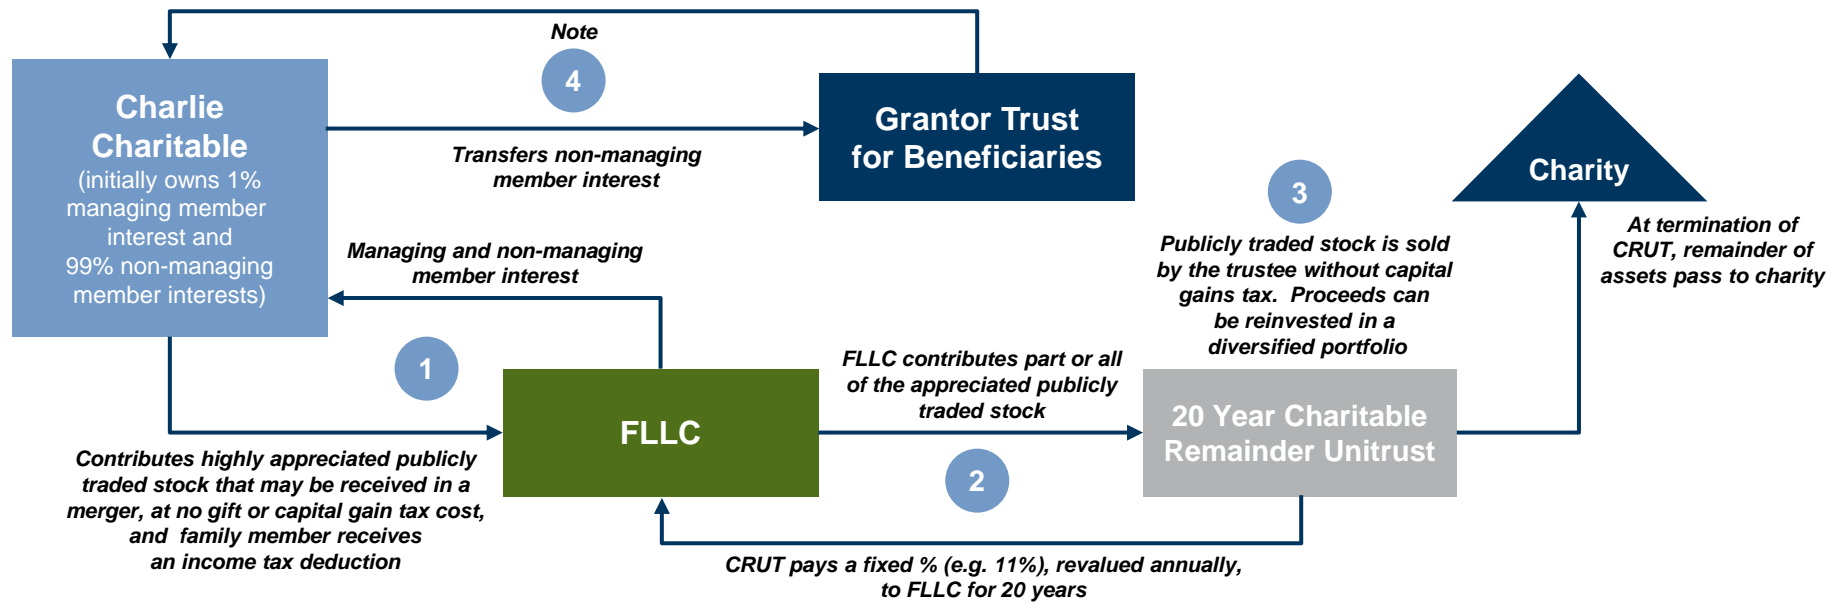 Note
4
Charlie
Charitable
(initially owns 1%
managing member
interest and
99% non-managing
member interests)
Transfers non-managing
member interest
Grantor Trust
for Beneficiaries
Managing and non-managing
member interest
3
Publicly traded stock is sold
by the trustee without capital
gains tax. Proceeds can
be reinvested in a
diversified portfolio
Charity
At termination of
CRUT, remainder of
assets pass to charity
1
Contributes highly appreciated publicly
traded stock that may be received in a
merger, at no gift or capital gain tax cost,
and family member receives
an income tax deduction
FLLC
FLLC contributes part or all
of the appreciated publicly
traded stock
2
20 Year Charitable
Remainder Unitrust
CRUT pays a fixed % (e.g. 11%), revalued annually,
to FLLC for 20 years